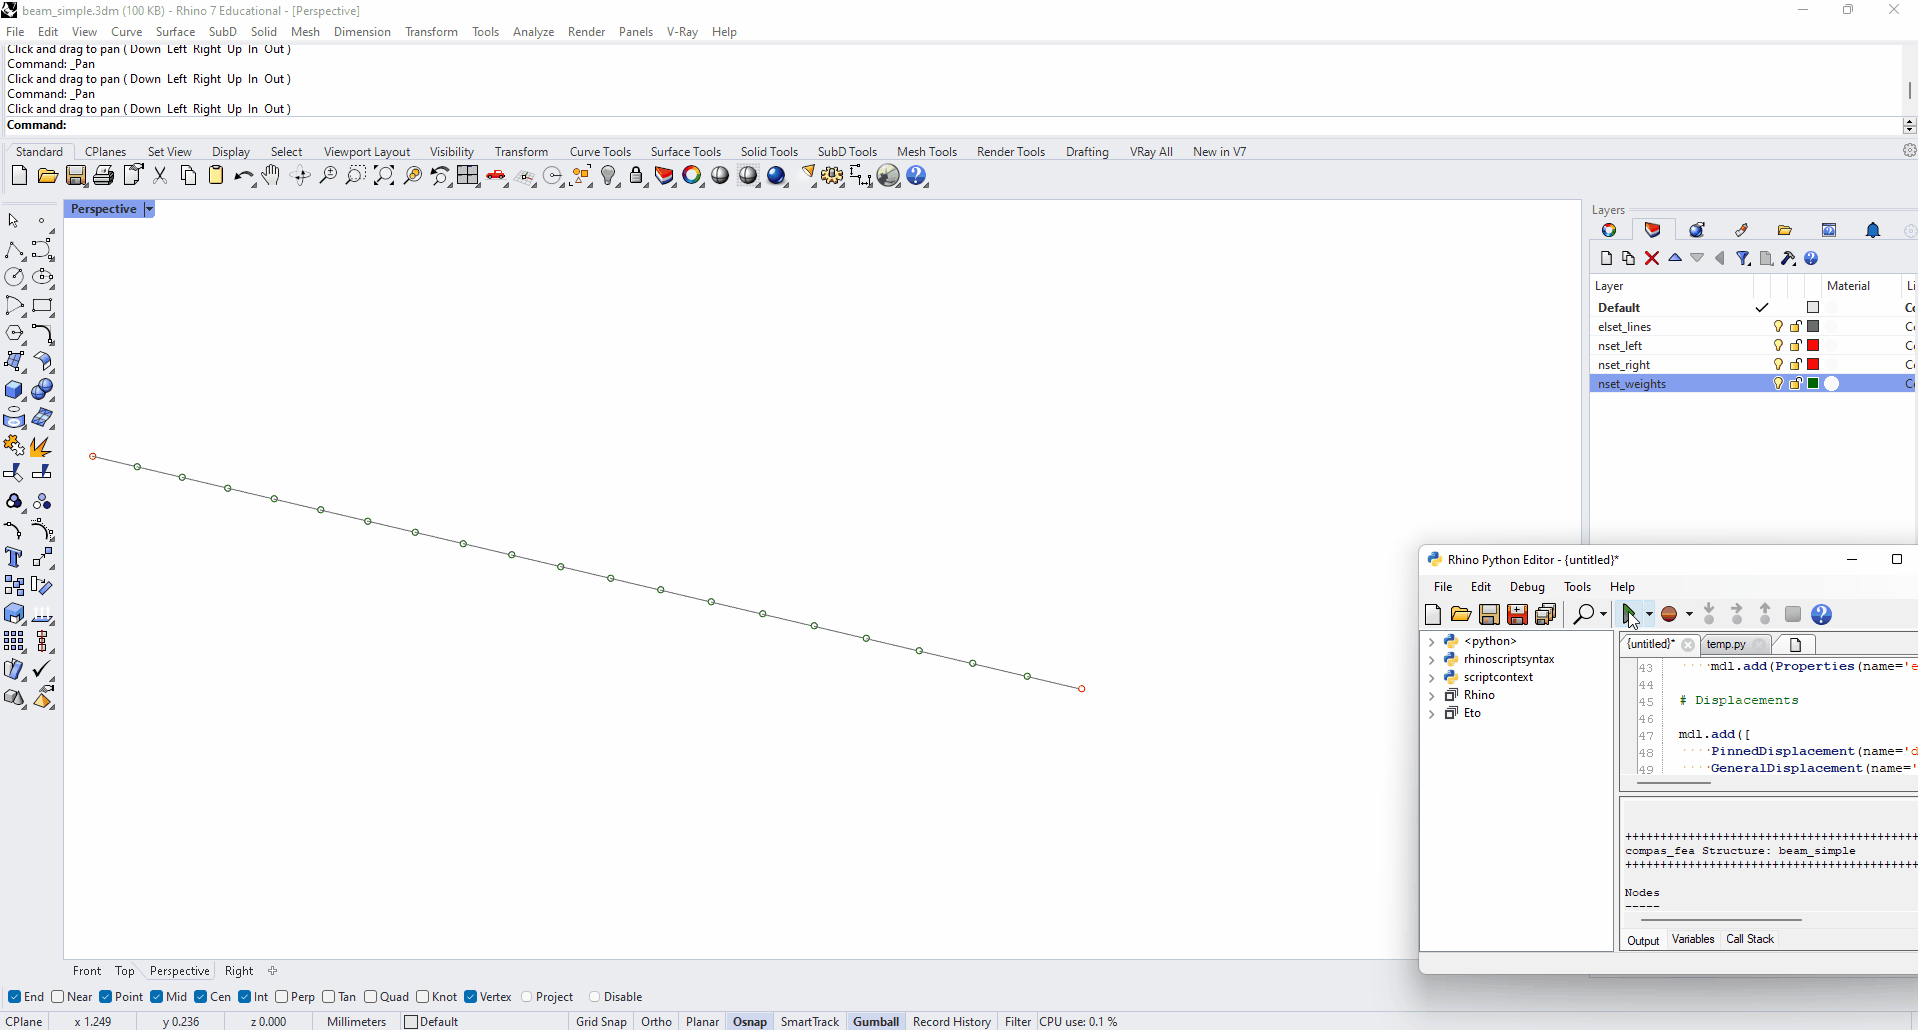 beam_simple.3dm (100 KB) - Rhino 7 Educational - [Perspective]
File Edit View Curve Surface SubD Solid Mesh Dimension Transform Tools Analyze Render Panels V-Ray Help
Click and drag to pan ( Down Left Right Up In Out )
Command: _Pan
Click and drag to pan ( Down Left Right Up In Out )
Command: _Pan
Click and drag to pan ( Down Left Right Up In Out )
Command:
Standard CPlanes Set View Display Select Viewport Layout Visibility Transform Curve Tools Surface Tools Solid Tools SubD Tools Mesh Tools Render Tools Drafting VRay All New in V7
Perspective
Layers
Layer Material Li
Default
elset_lines
nset_left
nset_right
nset_weights
Rhino Python Editor - {untitled}*
File Edit Debug Tools Help
<python>
rhinoscriptsyntax
scriptcontext
Rhino
Eto
{untitled}* temp.py
43 mdl.add(Properties(name='e
44
45 # Displacements
46
47 mdl.add([
48 PinnedDisplacement(name='d
49 GeneralDisplacement(name='
++++++++++++++++++++++++++++++++++++++++++
compas_fea Structure: beam_simple
++++++++++++++++++++++++++++++++++++++++++
Nodes
-----
Output Variables Call Stack
Front Top Perspective Right
End Near Point Mid Cen Int Perp Tan Quad Knot Vertex Project Disable
CPlane x 1.249 y 0.236 z 0.000 Millimeters Default Grid Snap Ortho Planar Osnap SmartTrack Gumball Record History Filter CPU use: 0.1 %